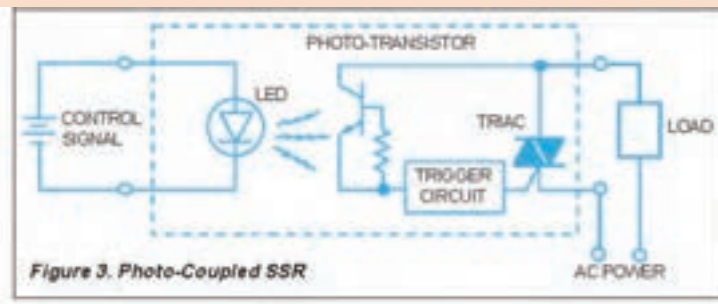 PHOTO-TRANSISTOR
LED
CONTROL
SIGNAL
TRIAC
LOAD
TRIGGER
CIRCUIT
Figure 3. Photo-Coupled SSR
AC POWER